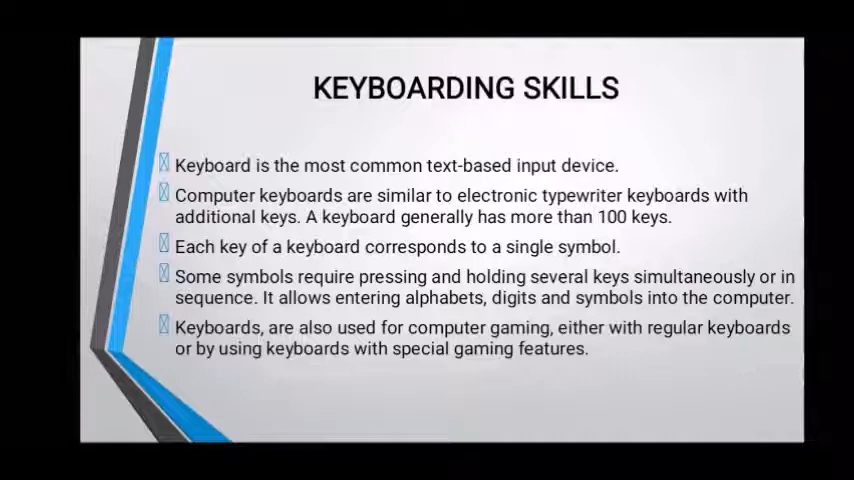 KEYBOARDING SKILLS
Keyboard is the most common text-based input device.
Computer keyboards are similar to electronic typewriter keyboards with
additional keys. A keyboard generally has more than 100 keys.
Each key of a keyboard corresponds to a single symbol.
Some symbols require pressing and holding several keys simultaneously or in
sequence. It allows entering alphabets, digits and symbols into the computer.
Keyboards, are also used for computer gaming, either with regular keyboards
or by using keyboards with special gaming features.